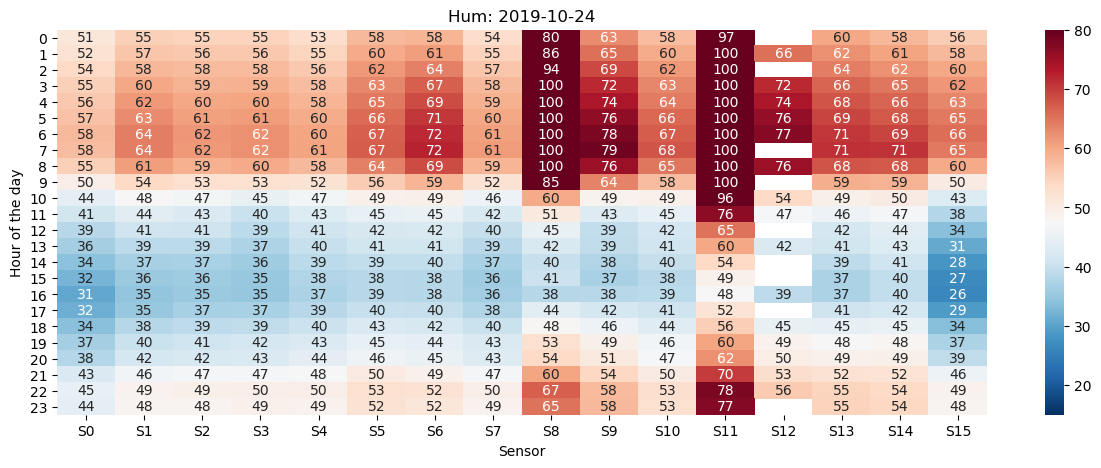 Hum: 2019-10-24
0 51 55 55 55 53 58 58 54 80 63 58 97 60 58 56
1 52 57 56 56 55 60 61 55 86 65 60 100 66 62 61 58
2 54 58 58 58 56 62 64 57 94 69 62 100 64 62 60
3 55 60 59 59 58 63 67 58 100 72 63 100 72 66 65 62
4 56 62 60 60 58 65 69 59 100 74 64 100 74 68 66 63
5 57 63 61 61 60 66 71 60 100 76 66 100 76 69 68 65
6 58 64 62 62 60 67 72 61 100 78 67 100 77 71 69 66
7 58 64 62 62 61 67 72 61 100 79 68 100 71 71 65
8 55 61 59 60 58 64 69 59 100 76 65 100 76 68 68 60
9 50 54 53 53 52 56 59 52 85 64 58 100 59 59 50
10 44 48 47 45 47 49 49 46 60 49 49 96 54 49 50 43
11 41 44 43 40 43 45 45 42 51 43 45 76 47 46 47 38
12 39 41 41 39 41 42 42 40 45 39 42 65 42 44 34
13 36 39 39 37 40 41 41 39 42 39 41 60 42 41 43 31
14 34 37 37 36 39 39 40 37 40 38 40 54 39 41 28
15 32 36 36 35 38 38 38 36 41 37 38 49 37 40 27
16 31 35 35 35 37 39 38 36 38 38 39 48 39 37 40 26
17 32 35 37 37 39 40 40 38 44 42 41 52 41 42 29
18 34 38 39 39 40 43 42 40 48 46 44 56 45 45 45 34
19 37 40 41 42 43 45 44 43 53 49 46 60 49 48 48 37
20 38 42 42 43 44 46 45 43 54 51 47 62 50 49 49 39
21 43 46 47 47 48 50 49 47 60 54 50 70 53 52 52 46
22 45 49 49 50 50 53 52 50 67 58 53 78 56 55 54 49
23 44 48 48 49 49 52 52 49 65 58 53 77 55 54 48
S0 S1 S2 S3 S4 S5 S6 S7 S8 S9 S10 S11 S12 S13 S14 S15
Sensor
Hour of the day
80
70
60
50
40
30
20